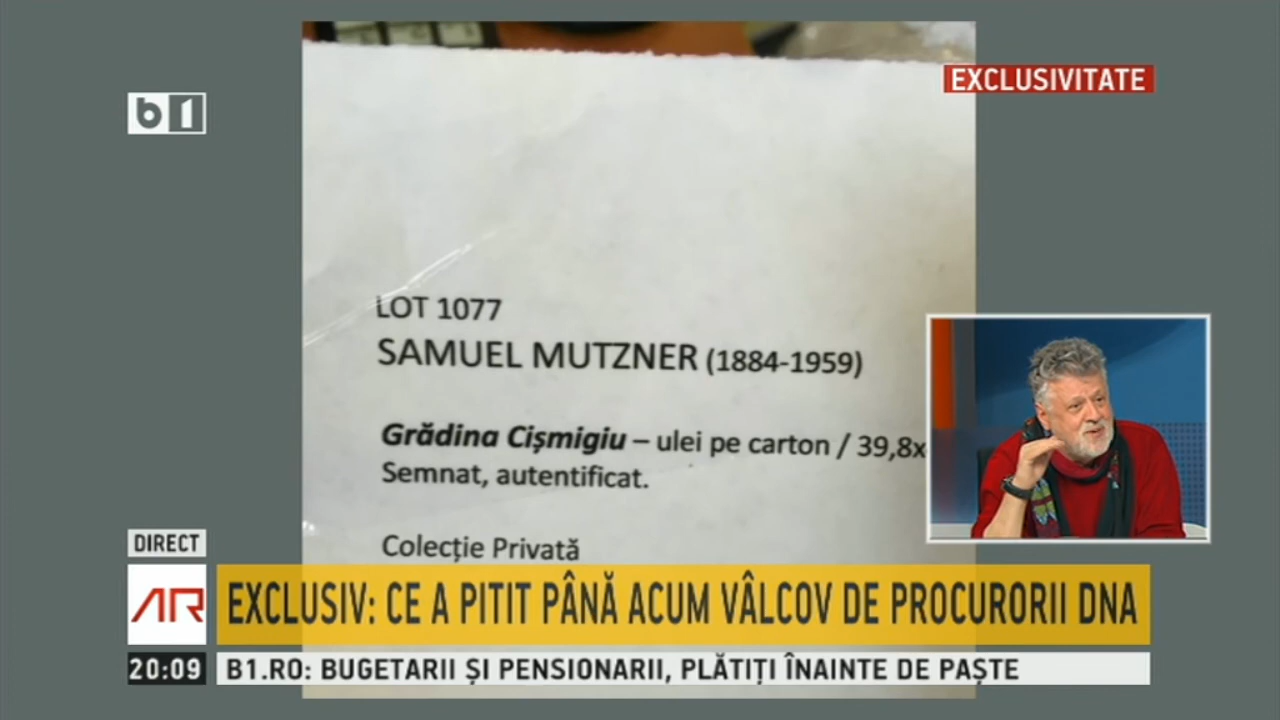 EXCLUSIVITATE
b1
LOT 1077
SAMUEL MUTZNER (1884-1959)
Grădina Cişmigiu – ulei pe carton / 39,8x
Semnat, autentificat.
Colecție Privată
DIRECT
AR
EXCLUSIV: CE A PITIT PÂNĂ ACUM VÂLCOV DE PROCURORII DNA
20:09
B1.RO: BUGETARII ȘI PENSIONARII, PLĂTIȚI ÎNAINTE DE PAȘTE